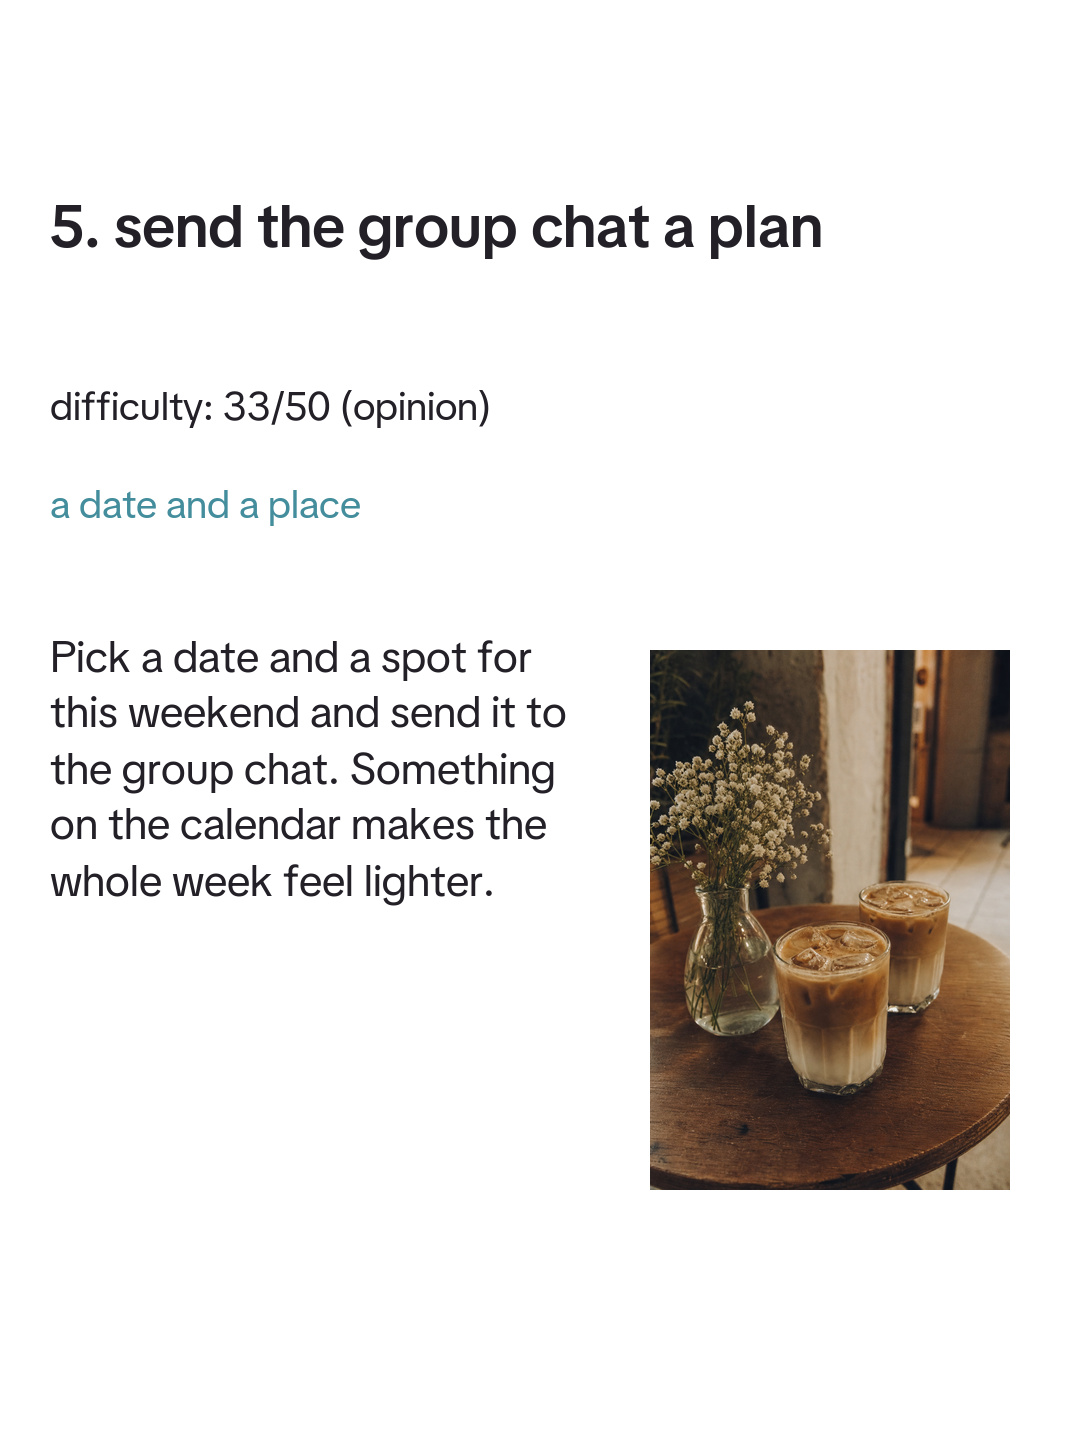 5. send the group chat a plan
difficulty: 33/50 (opinion)
a date and a place
Pick a date and a spot for
this weekend and send it to
the group chat. Something
on the calendar makes the
whole week feel lighter.